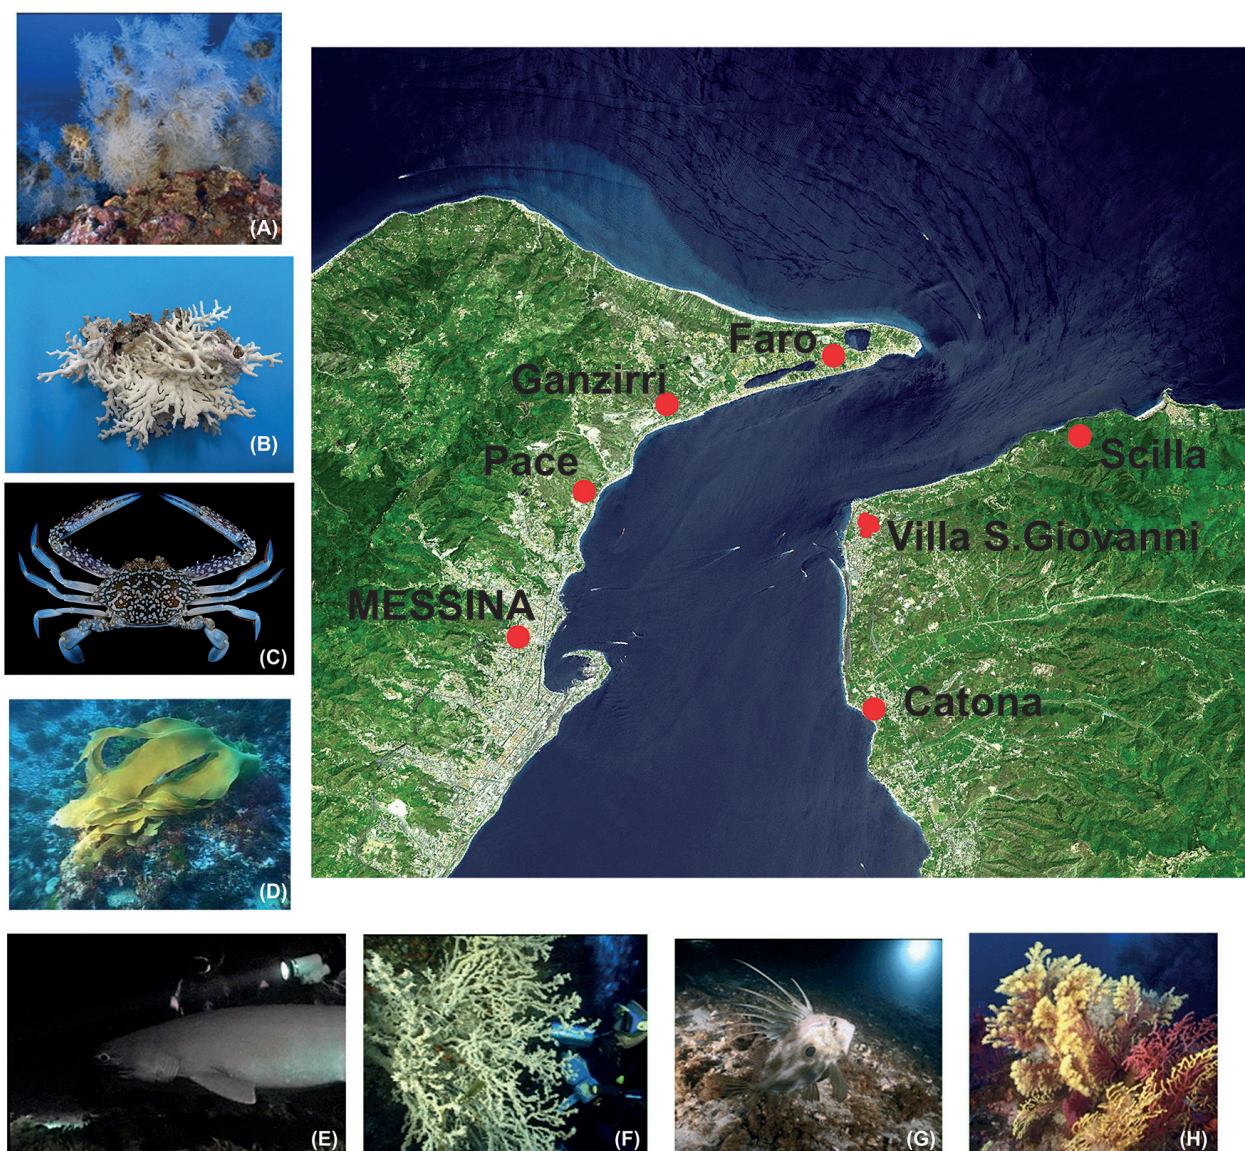 (A)
(B)
(C)
(D)
Faro
Ganzirri
Pace
Scilla
Villa S.Giovanni
MESSINA
Catona
(E)
(F)
(G)
(H)